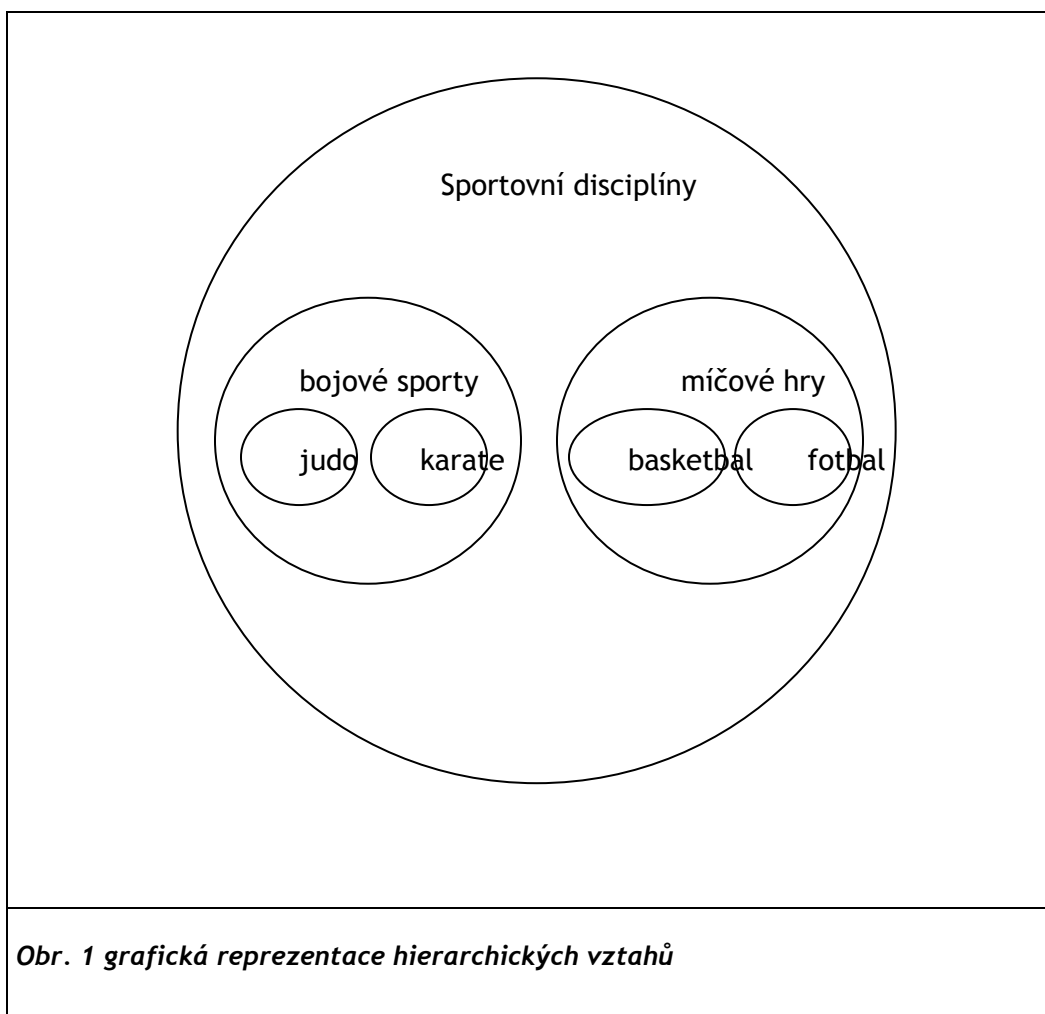 Sportovní disciplíny
bojové sporty
míčové hry
judo
karate
basketbal
fotbal
Obr. 1 grafická reprezentace hierarchických vztahů